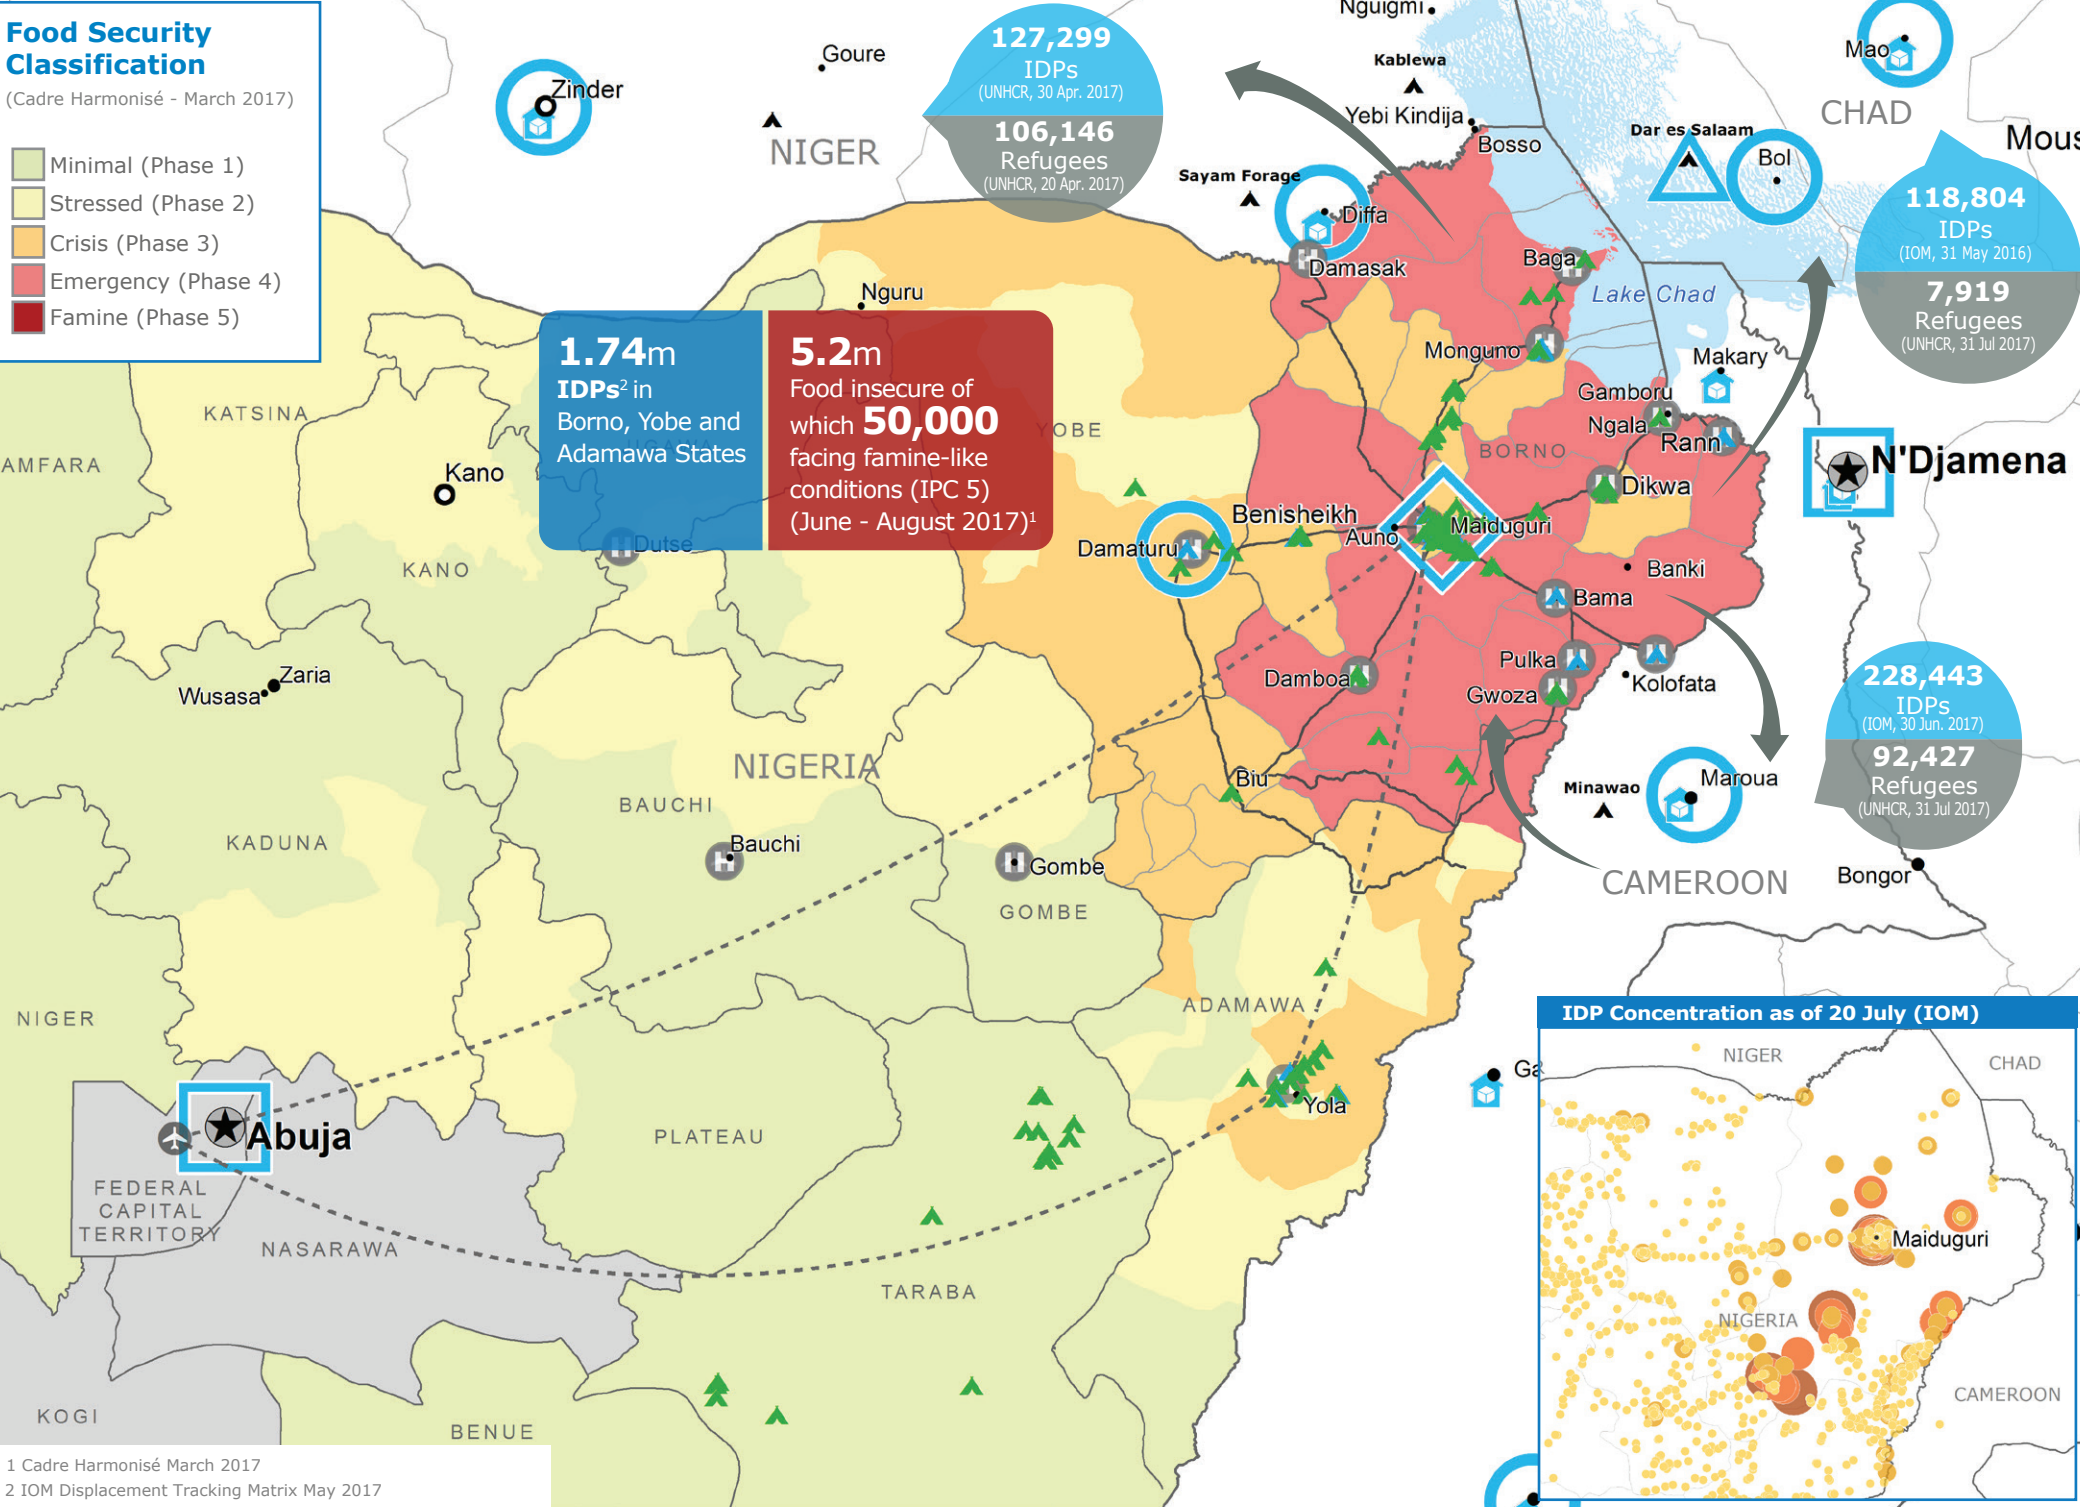 Food Security
Classification
(Cadre Harmonisé - March 2017)
Minimal (Phase 1)
Stressed (Phase 2)
Crisis (Phase 3)
Emergency (Phase 4)
Famine (Phase 5)
Zinder
Goure
NIGER
127,299
IDPs
(UNHCR, 30 Apr. 2017)
106,146
Refugees
(UNHCR, 20 Apr. 2017)
Nguigmi
Kablewa
Yebi Kindija
Bosso
Sayam Forage
Diffa
Damasak
Baga
Lake Chad
Mao
CHAD
Dar es Salaam
Bol
118,804
IDPs
(IOM, 31 May 2016)
7,919
Refugees
(UNHCR, 31 Jul 2017)
Nguru
1.74m
IDPs2 in
Borno, Yobe and
Adamawa States
5.2m
Food insecure of
which 50,000
facing famine-like
conditions (IPC 5)
(June - August 2017)1
KATSINA
AMFARA
Kano
KANO
Dutse
YOBE
Monguno
Makary
Gamboru
Ngala
Rann
BORNO
N'Djamena
Dikwa
Benisheikh
Auno
Maiduguri
Damaturu
Banki
Bama
Zaria
Wusasa
Pulka
Damboa
Gwoza
Kolofata
228,443
IDPs
(IOM, 30 Jun. 2017)
92,427
Refugees
(UNHCR, 31 Jul 2017)
NIGERIA
Biu
Minawao
Maroua
BAUCHI
KADUNA
Bauchi
Gombe
CAMEROON
Bongor
GOMBE
ADAMAWA
NIGER
Yola
Abuja
PLATEAU
FEDERAL
CAPITAL
TERRITORY
NASARAWA
TARABA
KOGI
BENUE
IDP Concentration as of 20 July (IOM)
NIGER
CHAD
Maiduguri
NIGERIA
CAMEROON
1 Cadre Harmonisé March 2017
2 IOM Displacement Tracking Matrix May 2017